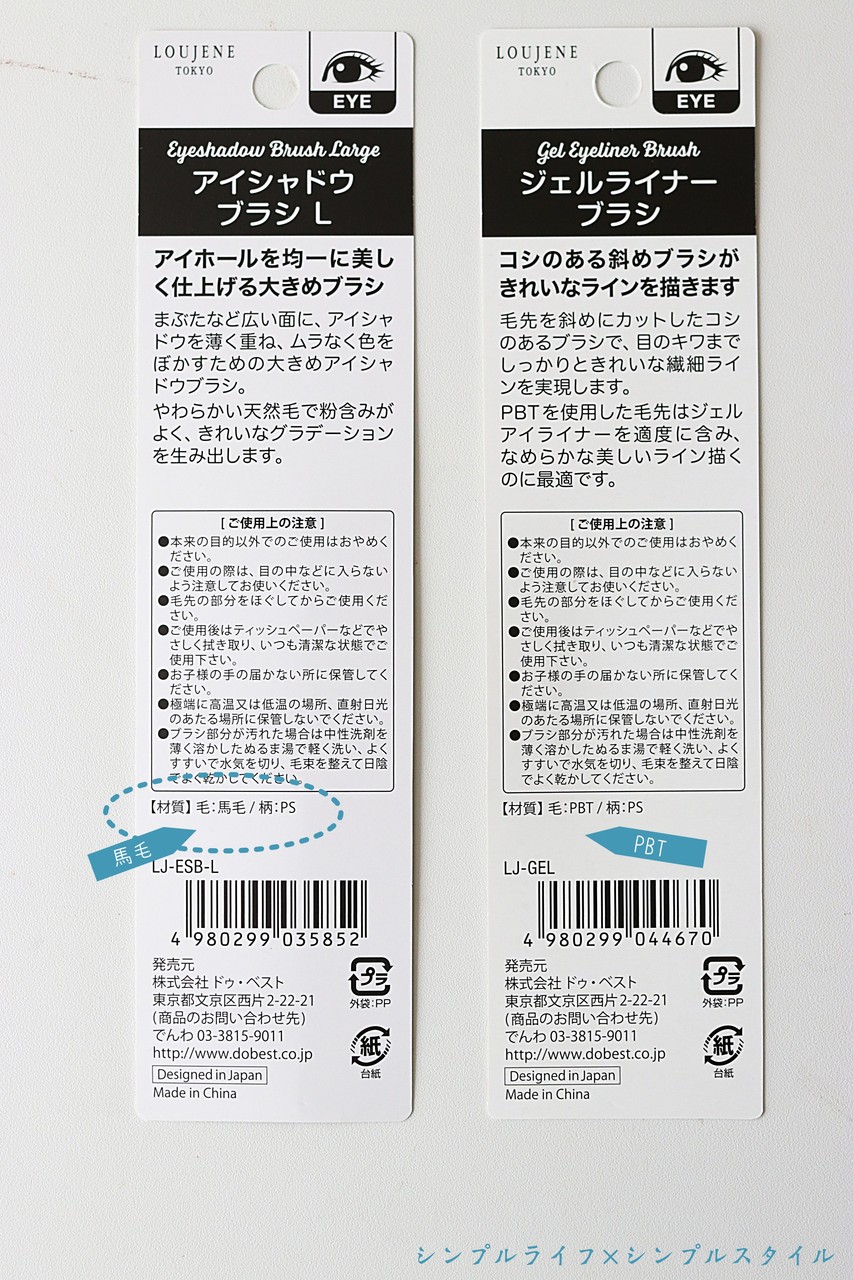 LOUJENE
TOKYO
EYE
Eyeshadow Brush Large
アイシャドウ
ブラシ L
アイホールを均一に美し
く仕上げる大きめブラシ
まぶたなど広い面に、アイシャ
ドウを薄く重ね、ムラなく色を
ぼかすための大きめアイシャ
ドウブラシ。
やわらかい天然毛で粉含みが
よく、きれいなグラデーション
を生み出します。
[ご使用上の注意]
●本来の目的以外でのご使用はおやめく
ださい。
●ご使用の際は、目の中などに入らない
よう注意してお使いください。
●毛先の部分をほぐしてからご使用くだ
さい。
●ご使用後はティッシュペーパーなどでや
さしく拭き取り、いつも清潔な状態でご
使用下さい。
●お子様の手の届かない所に保管してく
ださい。
●極端に高温又は低温の場所、直射日光
のあたる場所に保管しないでください。
●ブラシ部分が汚れた場合は中性洗剤を
薄く溶かしたぬるま湯で軽く洗い、よく
すすいで水気を切り、毛束を整えて日陰
でよく乾かしてください。
【材質】毛:馬毛/柄:PS
馬毛
LJ-ESB-L
4 980299 035852
発売元
株式会社 ドゥ・ベスト
東京都文京区西片2-22-21
(商品のお問い合わせ先)
でんわ 03-3815-9011
http://www.dobest.co.jp
Designed in Japan
Made in China
プラ
外袋:PP
紙
台紙
LOUJENE
TOKYO
EYE
Gel Eyeliner Brush
ジェルライナー
ブラシ
コシのある斜めブラシが
きれいなラインを描きます
毛先を斜めにカットしたコシ
のあるブラシで、目のキワまで
しっかりときれいな繊細ライ
ンを実現します。
PBTを使用した毛先はジェル
アイライナーを適度に含み、
なめらかな美しいライン描く
のに最適です。
[ご使用上の注意]
●本来の目的以外でのご使用はおやめく
ださい。
●ご使用の際は、目の中などに入らない
よう注意してお使いください。
●毛先の部分をほぐしてからご使用くだ
さい。
●ご使用後はティッシュペーパーなどでや
さしく拭き取り、いつも清潔な状態でご
使用下さい。
●お子様の手の届かない所に保管してく
ださい。
●極端に高温又は低温の場所、直射日光
のあたる場所に保管しないでください。
●ブラシ部分が汚れた場合は中性洗剤を
薄く溶かしたぬるま湯で軽く洗い、よく
すすいで水気を切り、毛束を整えて日陰
でよく乾かしてください。
【材質】毛:PBT/柄:PS
PBT
LJ-GEL
4 980299 044670
発売元
株式会社 ドゥ・ベスト
東京都文京区西片2-22-21
(商品のお問い合わせ先)
でんわ 03-3815-9011
http://www.dobest.co.jp
Designed in Japan
Made in China
プラ
外袋:PP
紙
台紙
シンプルライフ×シンプルスタイル